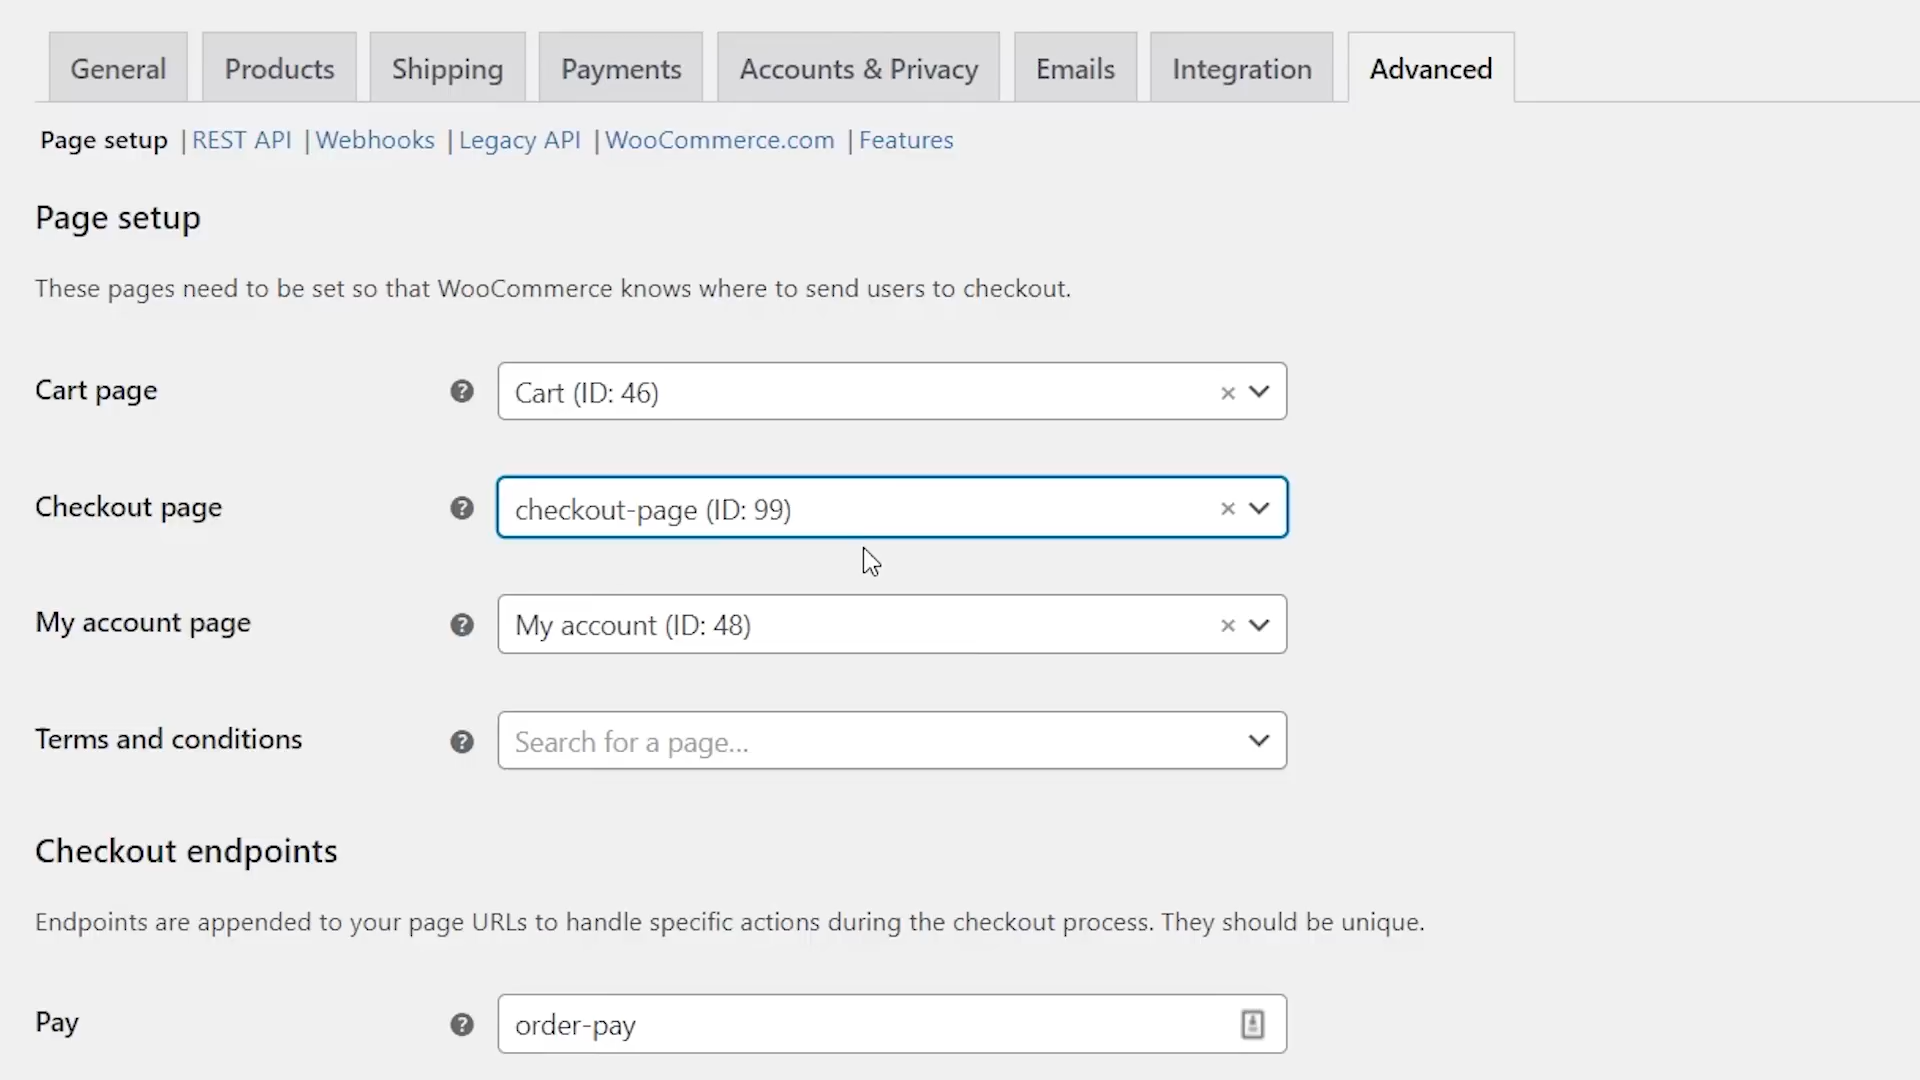 General Products Shipping Payments Accounts & Privacy Emails Integration Advanced
Page setup | REST API | Webhooks | Legacy API | WooCommerce.com | Features
Page setup
These pages need to be set so that WooCommerce knows where to send users to checkout.
Cart page ? Cart (ID: 46) ×
Checkout page ? checkout-page (ID: 99) ×
My account page ? My account (ID: 48) ×
Terms and conditions ? Search for a page...
Checkout endpoints
Endpoints are appended to your page URLs to handle specific actions during the checkout process. They should be unique.
Pay ? order-pay